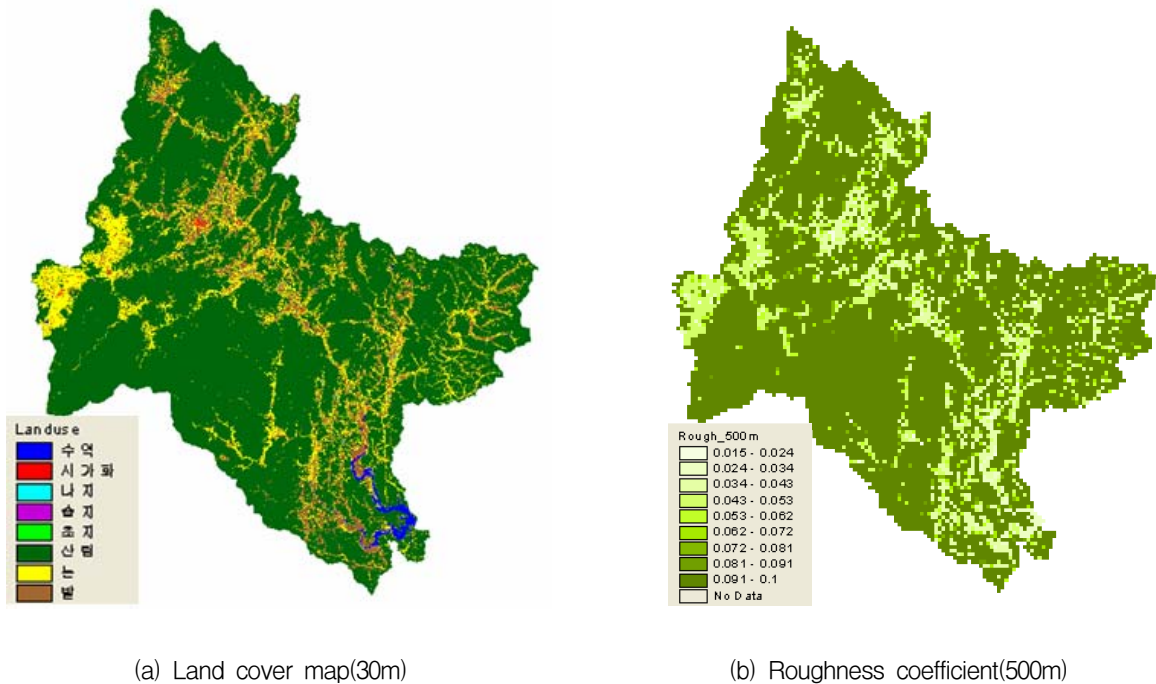 Landuse
수 역
시 가 화
나 지
습 지
초 지
산 림
논
밭
Rough_500m
0.015 - 0.024
0.024 - 0.034
0.034 - 0.043
0.043 - 0.053
0.053 - 0.062
0.062 - 0.072
0.072 - 0.081
0.081 - 0.091
0.091 - 0.1
No Data
(a) Land cover map(30m)
(b) Roughness coefficient(500m)